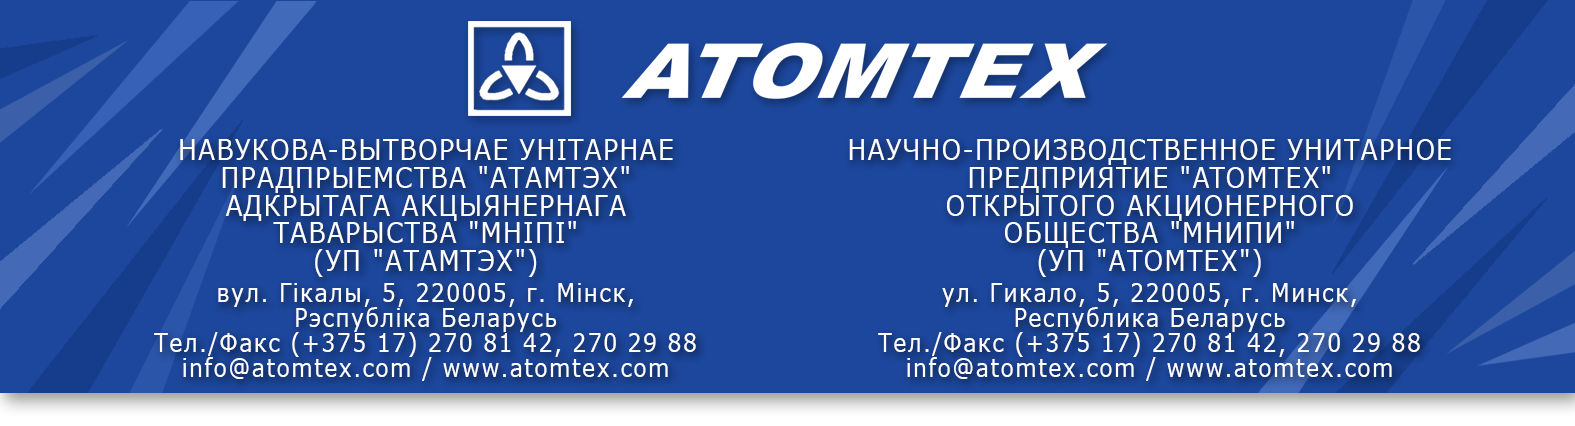 ATOMTEX
НАВУКОВА-ВЫТВОРЧАЕ УНІТАРНАЕ
ПРАДПРЫЕМСТВА "АТАМТЭХ"
АДКРЫТАГА АКЦЫЯНЕРНАГА
ТАВАРЫСТВА "МНІПІ"
(УП "АТАМТЭХ")
вул. Гікалы, 5, 220005, г. Мінск,
Рэспубліка Беларусь
Тел./Факс (+375 17) 270 81 42, 270 29 88
info@atomtex.com / www.atomtex.com
НАУЧНО-ПРОИЗВОДСТВЕННОЕ УНИТАРНОЕ
ПРЕДПРИЯТИЕ "АТОМТЕХ"
ОТКРЫТОГО АКЦИОНЕРНОГО
ОБЩЕСТВА "МНИПИ"
(УП "АТОМТЕХ")
ул. Гикало, 5, 220005, г. Минск,
Республика Беларусь
Тел./Факс (+375 17) 270 81 42, 270 29 88
info@atomtex.com / www.atomtex.com